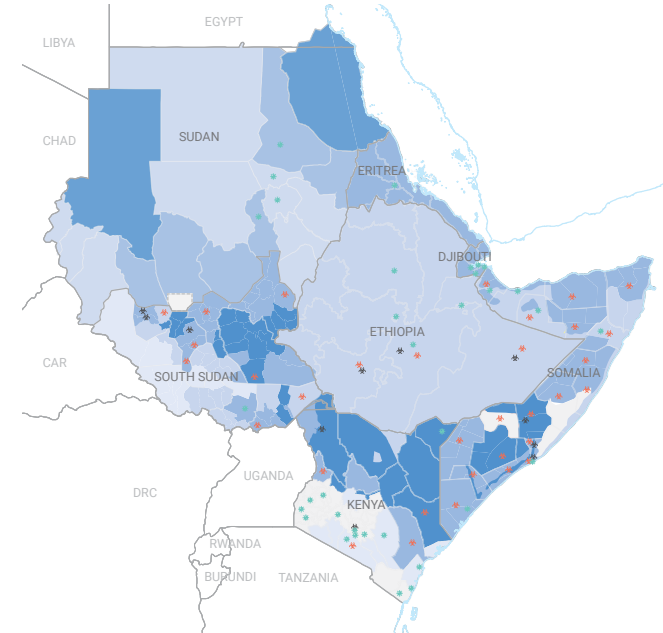 EGYPT
LIBYA
CHAD
SUDAN
ERITREA
DJIBOUTI
ETHIOPIA
CAR
SOUTH SUDAN
SOMALIA
UGANDA
DRC
KENYA
RWANDA
BURUNDI
TANZANIA